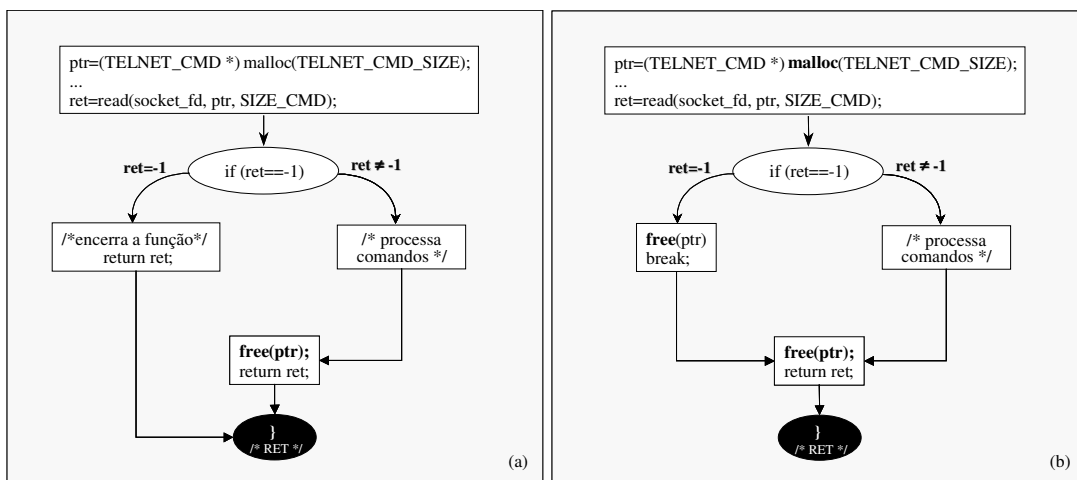 ptr=(TELNET_CMD *) malloc(TELNET_CMD_SIZE);
...
ret=read(socket_fd, ptr, SIZE_CMD);
ret=-1
if (ret==-1)
ret ≠ -1
/*encerra a função*/
return ret;
/* processa
comandos */
free(ptr);
return ret;
}
/* RET */
(a)
ptr=(TELNET_CMD *) malloc(TELNET_CMD_SIZE);
...
ret=read(socket_fd, ptr, SIZE_CMD);
ret=-1
if (ret==-1)
ret ≠ -1
free(ptr)
break;
/* processa
comandos */
free(ptr);
return ret;
}
/* RET */
(b)